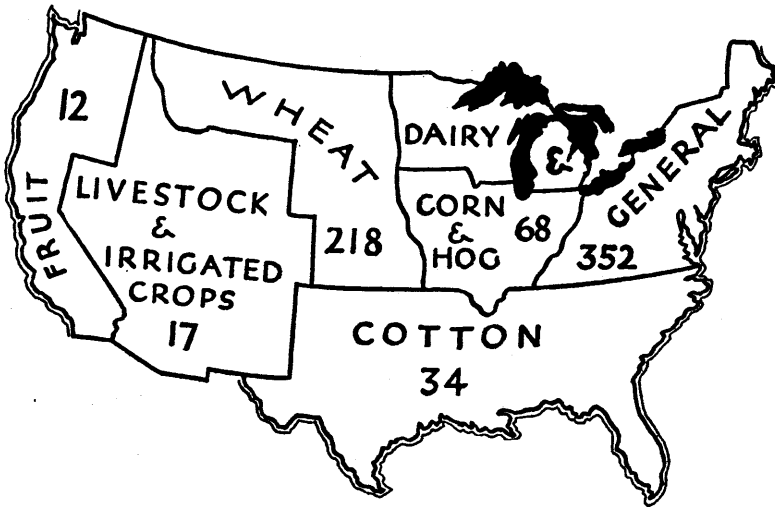 12
FRUIT
LIVESTOCK
&
IRRIGATED
CROPS
17
WHEAT
218
DAIRY
&
GENERAL
352
CORN
&
HOG
68
COTTON
34